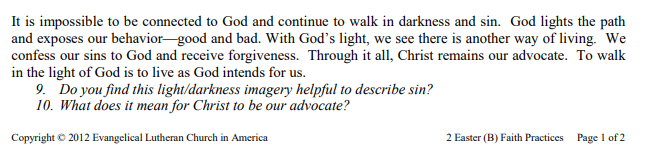 It is impossible to be connected to God and continue to walk in darkness and sin.  God lights the path
and exposes our behavior—good and bad. With God’s light, we see there is another way of living.  We
confess our sins to God and receive forgiveness.  Through it all, Christ remains our advocate.  To walk
in the light of God is to live as God intends for us.
9. Do you find this light/darkness imagery helpful to describe sin?
10. What does it mean for Christ to be our advocate?
Copyright © 2012 Evangelical Lutheran Church in America 2 Easter (B) Faith Practices Page 1 of 2